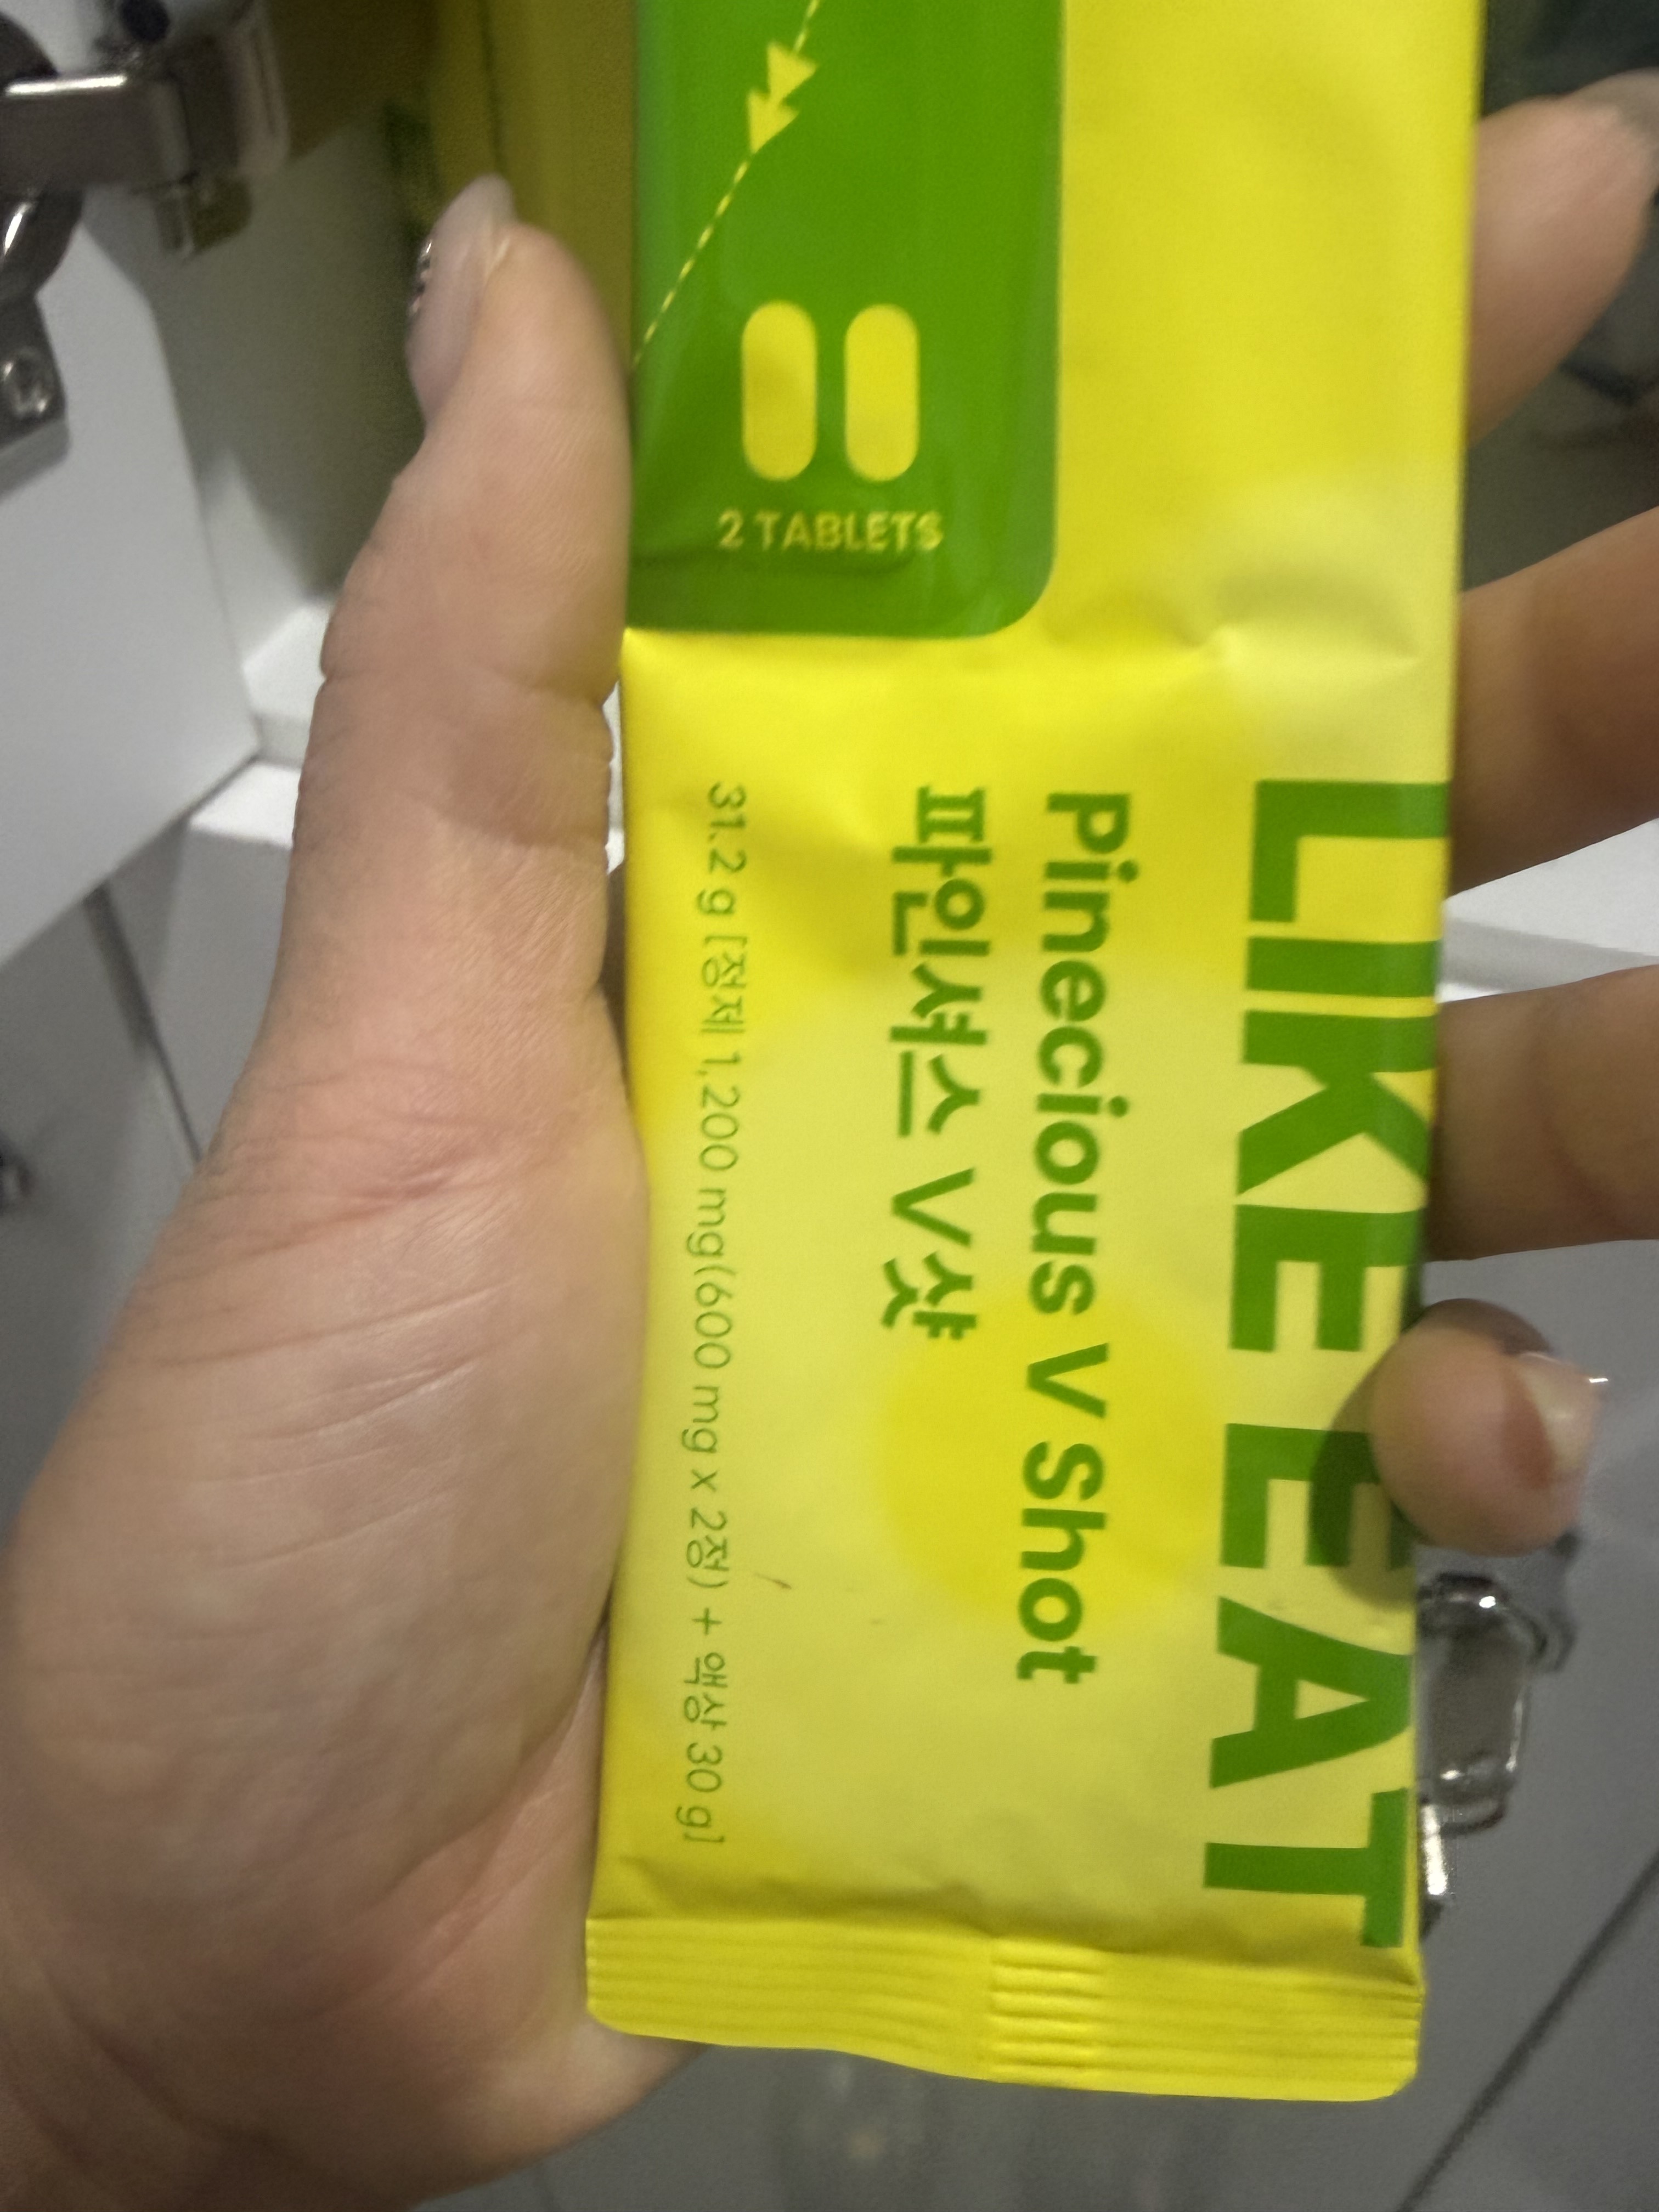 2 TABLETS
LIKE EAT
Pinecious V Shot
파인셔스 V샷
31.2 g [정제 1,200 mg(600 mg x 2정) + 액상 30 g]